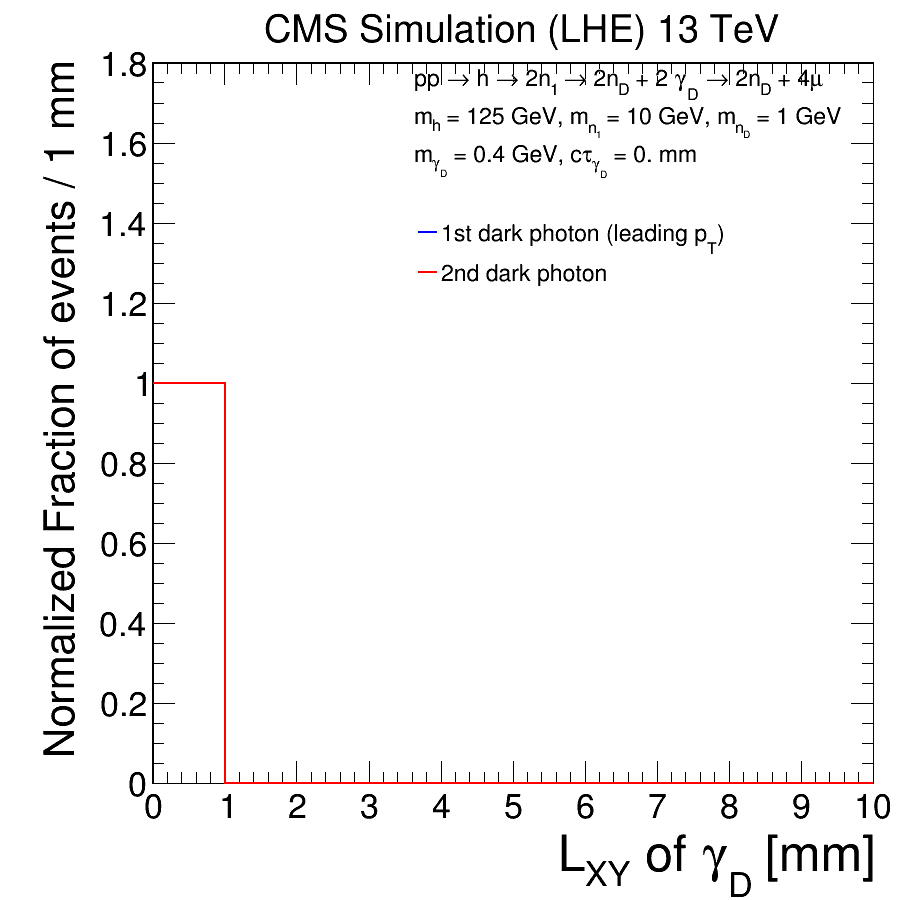 CMS Simulation (LHE) 13 TeV
pp → h → 2n₁ → 2n_D + 2 γ_D → 2n_D + 4μ
m_h = 125 GeV, m_n₁ = 10 GeV, m_n_D = 1 GeV
m_γ_D = 0.4 GeV, cτ_γ_D = 0. mm
1st dark photon (leading p_T)
2nd dark photon
Normalized Fraction of events / 1 mm
1.8
1.6
1.4
1.2
1
0.8
0.6
0.4
0.2
0
0 1 2 3 4 5 6 7 8 9 10
L_XY of γ_D [mm]